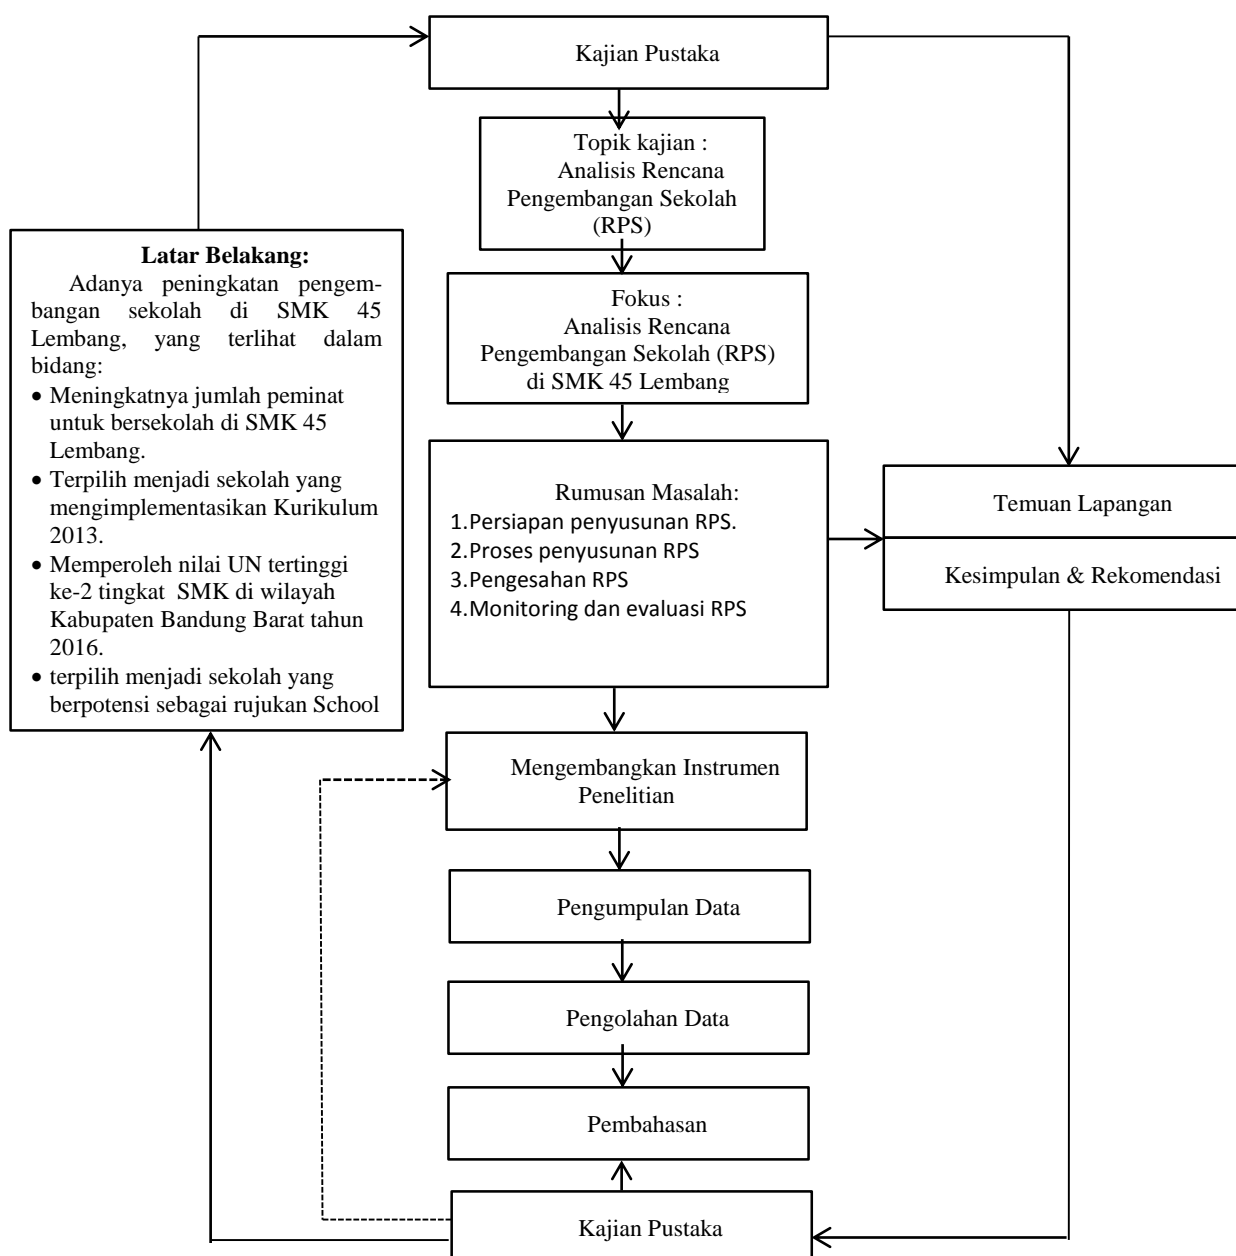 Kajian Pustaka
Topik kajian :
Analisis Rencana
Pengembangan Sekolah
(RPS)
Latar Belakang:
Adanya peningkatan pengem-
bangan sekolah di SMK 45
Lembang, yang terlihat dalam
bidang:
• Meningkatnya jumlah peminat
untuk bersekolah di SMK 45
Lembang.
• Terpilih menjadi sekolah yang
mengimplementasikan Kurikulum
2013.
• Memperoleh nilai UN tertinggi
ke-2 tingkat SMK di wilayah
Kabupaten Bandung Barat tahun
2016.
• terpilih menjadi sekolah yang
berpotensi sebagai rujukan School
Fokus :
Analisis Rencana
Pengembangan Sekolah (RPS)
di SMK 45 Lembang
Rumusan Masalah:
1.Persiapan penyusunan RPS.
2.Proses penyusunan RPS
3.Pengesahan RPS
4.Monitoring dan evaluasi RPS
Temuan Lapangan
Kesimpulan & Rekomendasi
Mengembangkan Instrumen
Penelitian
Pengumpulan Data
Pengolahan Data
Pembahasan
Kajian Pustaka